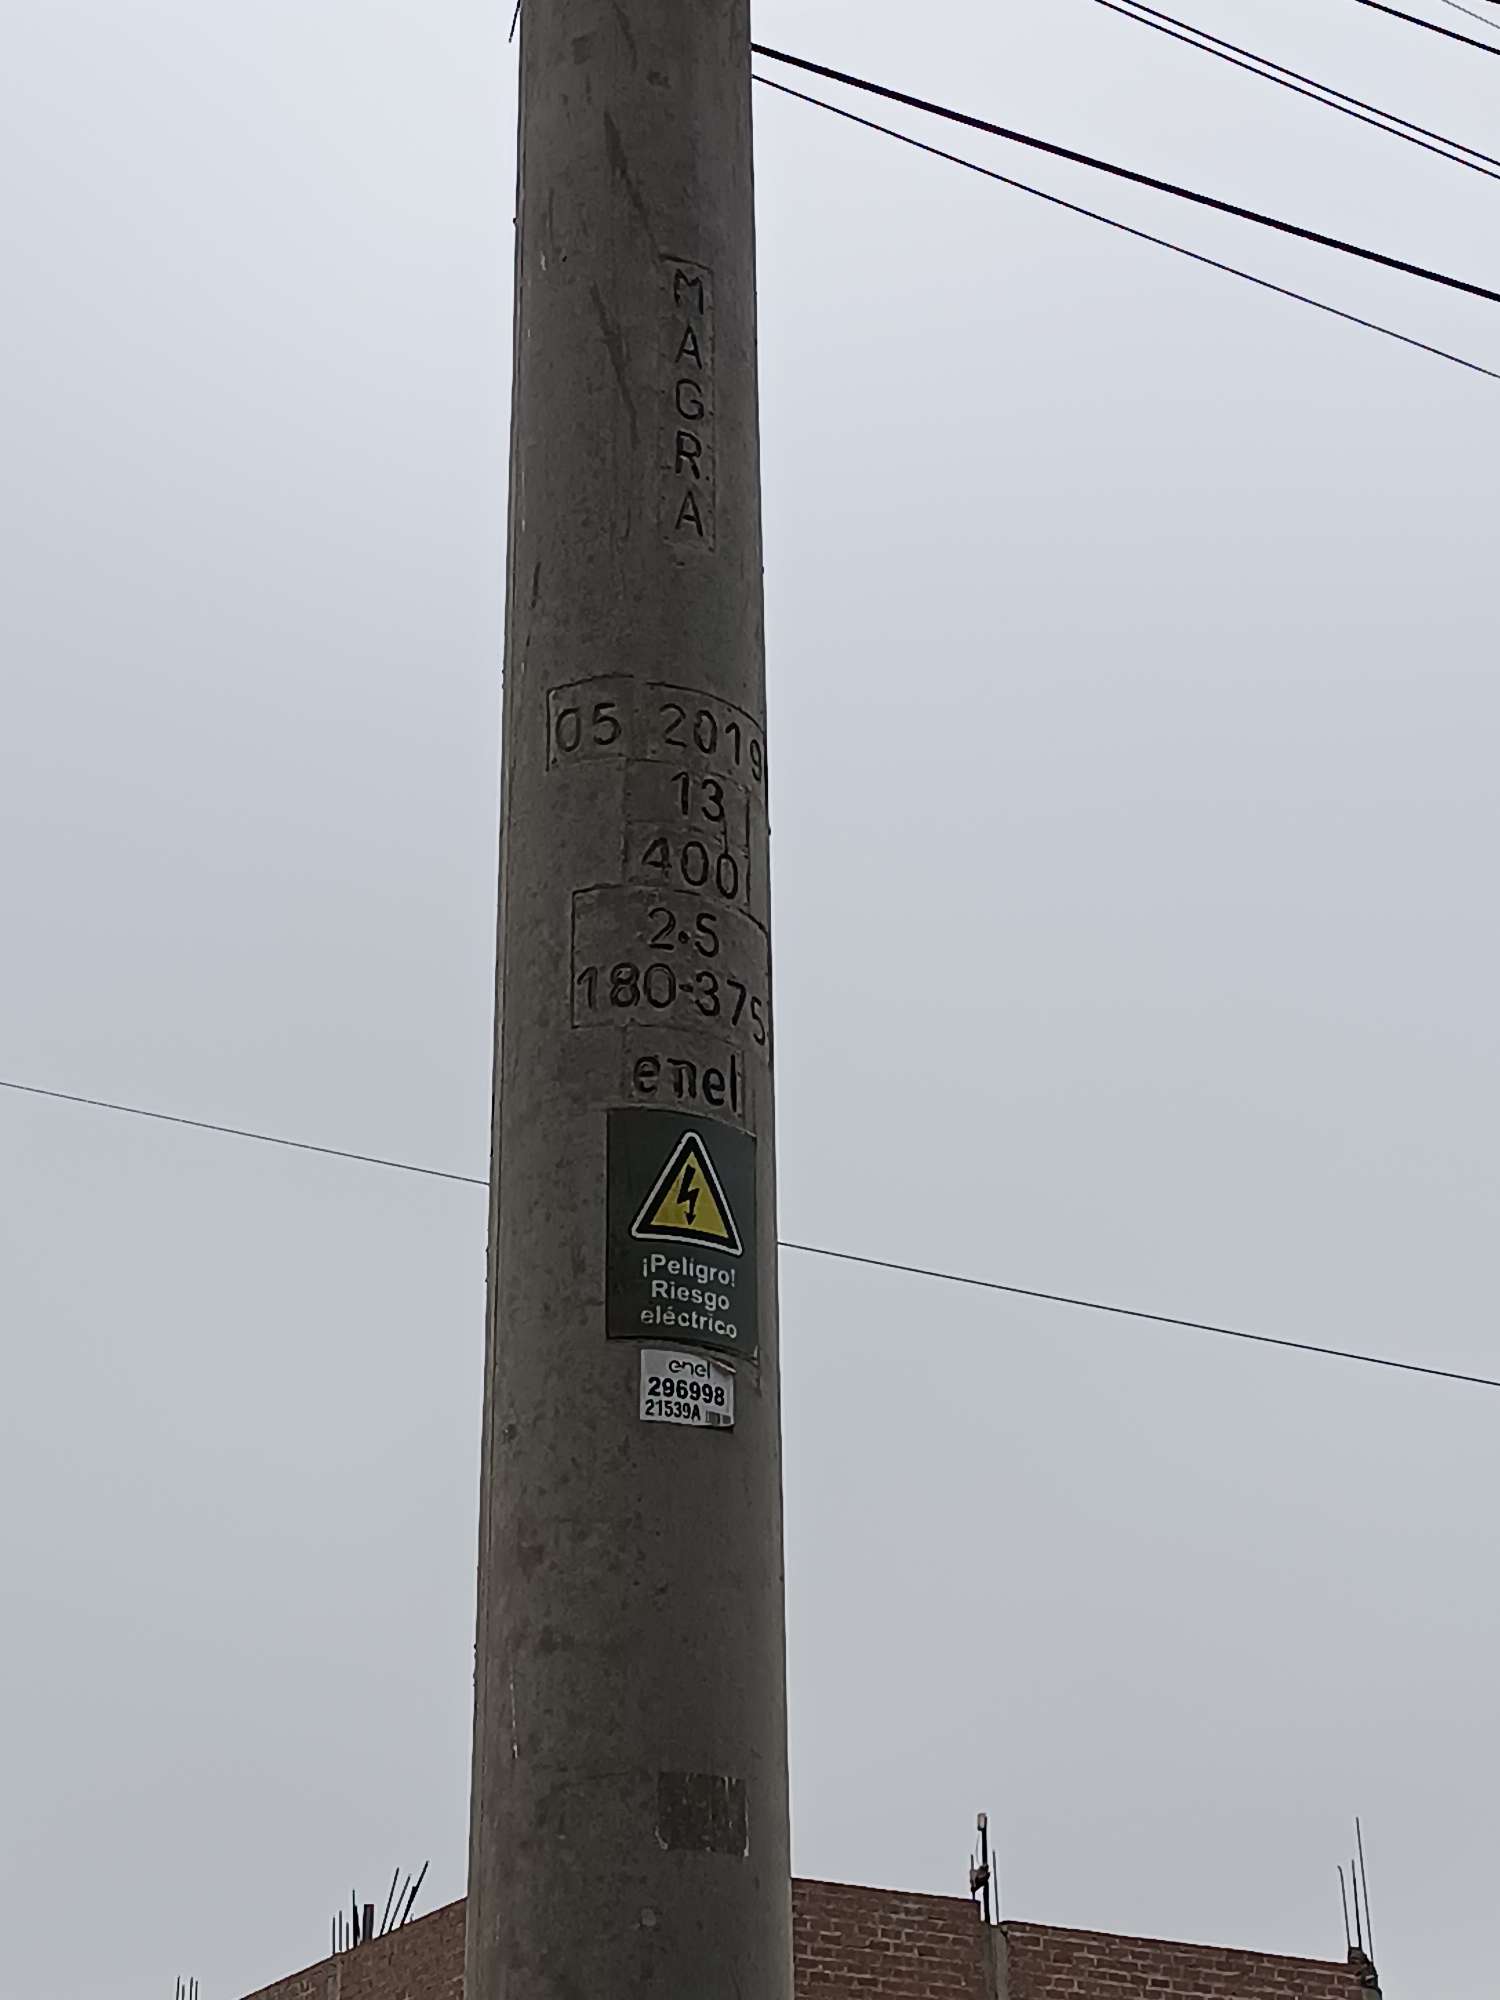 MAGRA
05 2019
13
400
2.5
180-375
enel
¡Peligro!
Riesgo
eléctrico
enel
296998
21539A